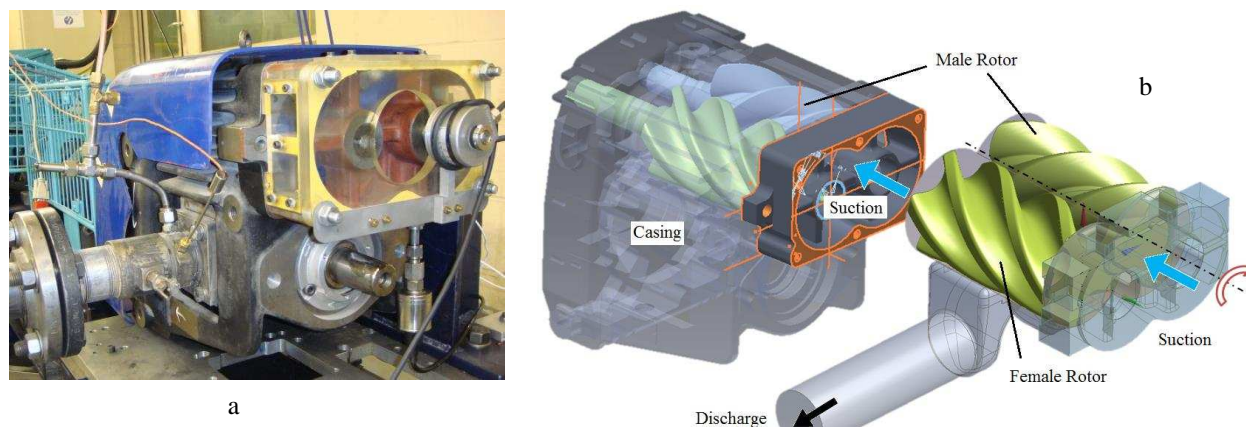 Male Rotor
b
Suction
Casing
Suction
Female Rotor
Discharge
a